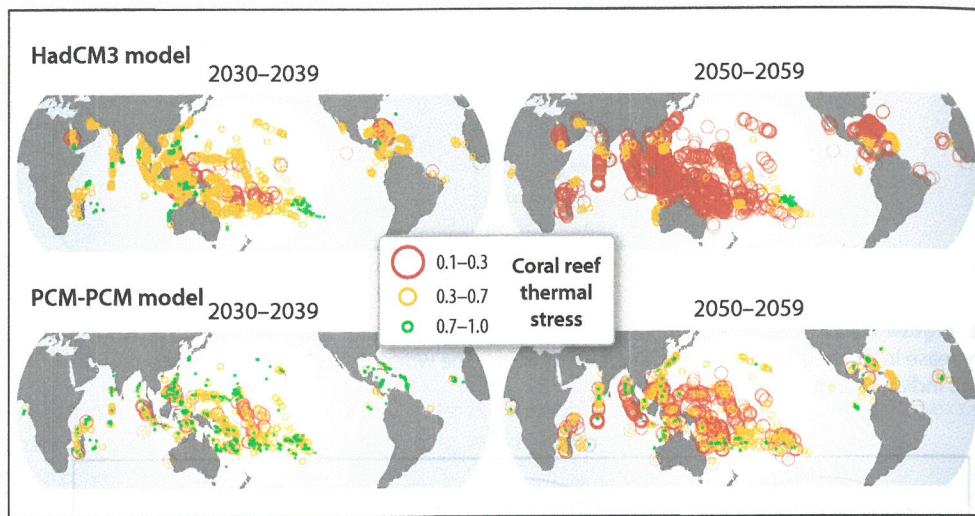 HadCM3 model
2030–2039
2050–2059
0.1–0.3
0.3–0.7
0.7–1.0
Coral reef
thermal
stress
PCM-PCM model
2030–2039
2050–2059